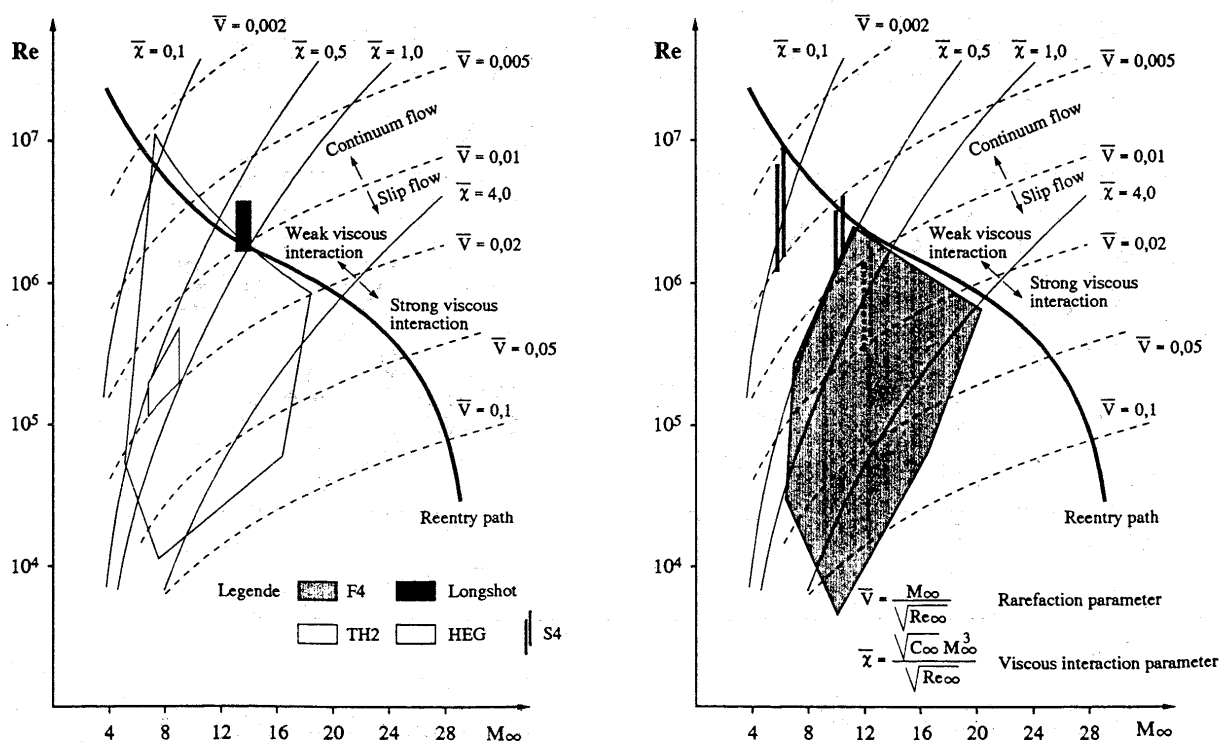 Re
V̅ = 0,002
χ̅ = 0,1
χ̅ = 0,5
χ̅ = 1,0
V̅ = 0,005
Continuum flow
V̅ = 0,01
Slip flow
χ̅ = 4,0
Weak viscous
interaction
V̅ = 0,02
Strong viscous
interaction
V̅ = 0,05
V̅ = 0,1
Reentry path
10⁷
10⁶
10⁵
10⁴
Legende F4 Longshot
TH2 HEG S4
4 8 12 16 20 24 28 M∞
Re
V̅ = 0,002
χ̅ = 0,1
χ̅ = 0,5
χ̅ = 1,0
V̅ = 0,005
Continuum flow
V̅ = 0,01
Slip flow
χ̅ = 4,0
Weak viscous
interaction
V̅ = 0,02
Strong viscous
interaction
V̅ = 0,05
V̅ = 0,1
Reentry path
10⁷
10⁶
10⁵
10⁴
V̅ = M∞ / √Re∞ Rarefaction parameter
χ̅ = √C∞ M∞³ / √Re∞ Viscous interaction parameter
4 8 12 16 20 24 28 M∞